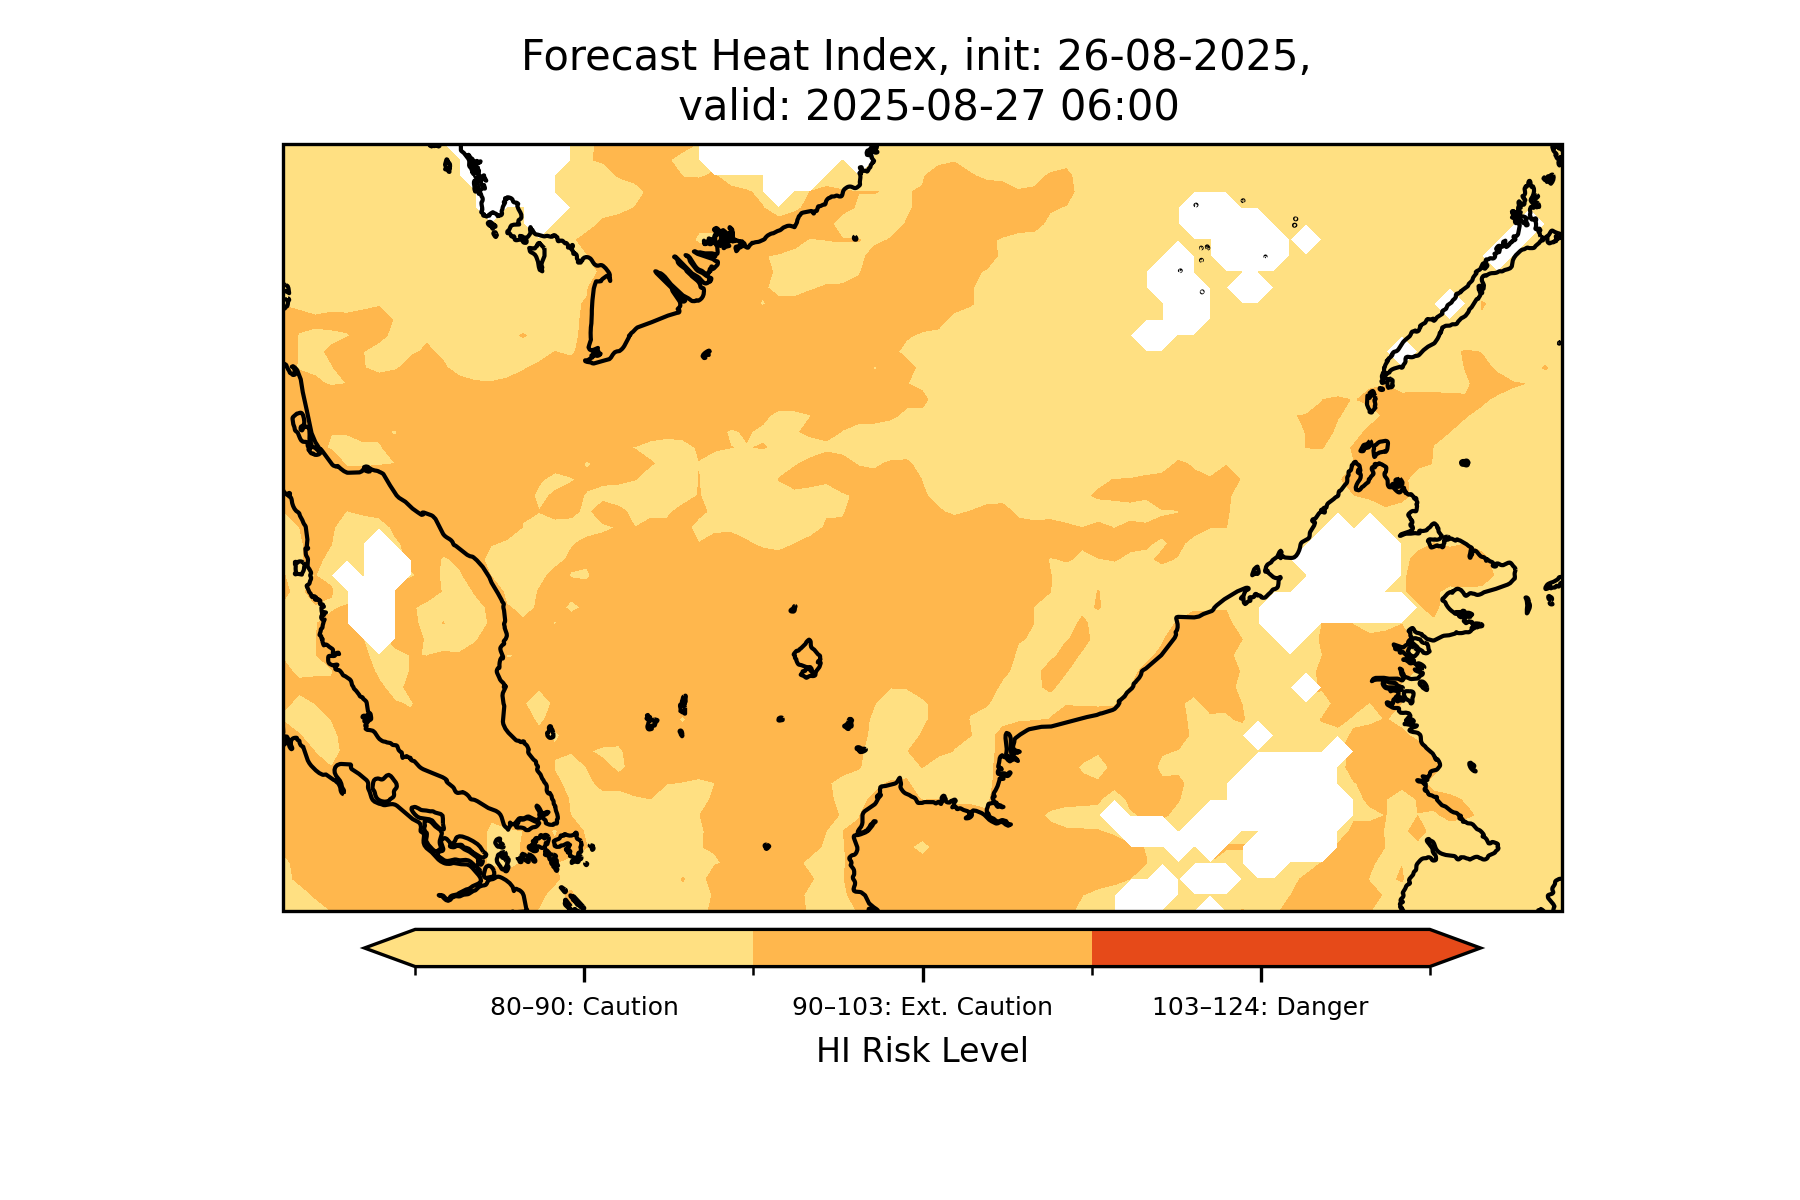 Forecast Heat Index, init: 26-08-2025,
valid: 2025-08-27 06:00
80–90: Caution
90–103: Ext. Caution
103–124: Danger
HI Risk Level